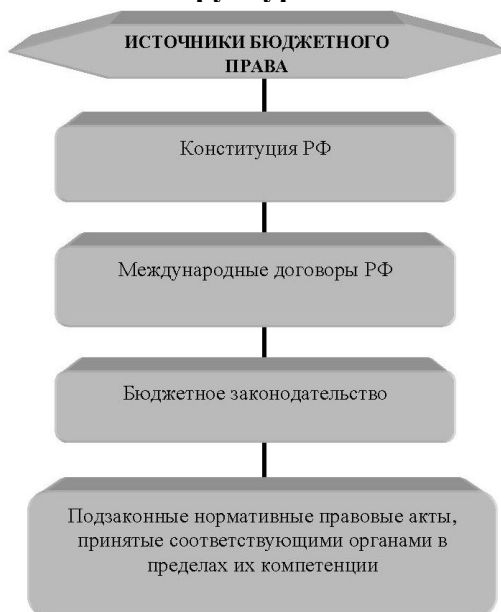 ИСТОЧНИКИ БЮДЖЕТНОГО
ПРАВА
Конституция РФ
Международные договоры РФ
Бюджетное законодательство
Подзаконные нормативные правовые акты,
принятые соответствующими органами в
пределах их компетенции